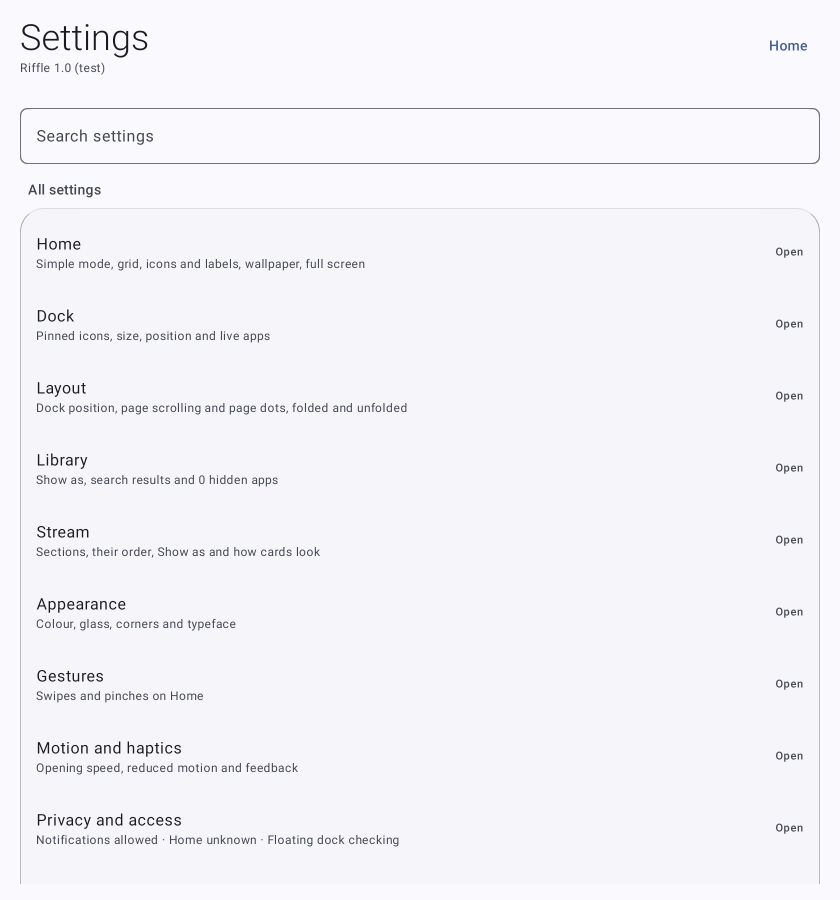 Settings
Home
Riffle 1.0 (test)
Search settings
All settings
Home
Simple mode, grid, icons and labels, wallpaper, full screen
Open
Dock
Pinned icons, size, position and live apps
Open
Layout
Dock position, page scrolling and page dots, folded and unfolded
Open
Library
Show as, search results and 0 hidden apps
Open
Stream
Sections, their order, Show as and how cards look
Open
Appearance
Colour, glass, corners and typeface
Open
Gestures
Swipes and pinches on Home
Open
Motion and haptics
Opening speed, reduced motion and feedback
Open
Privacy and access
Notifications allowed · Home unknown · Floating dock checking
Open